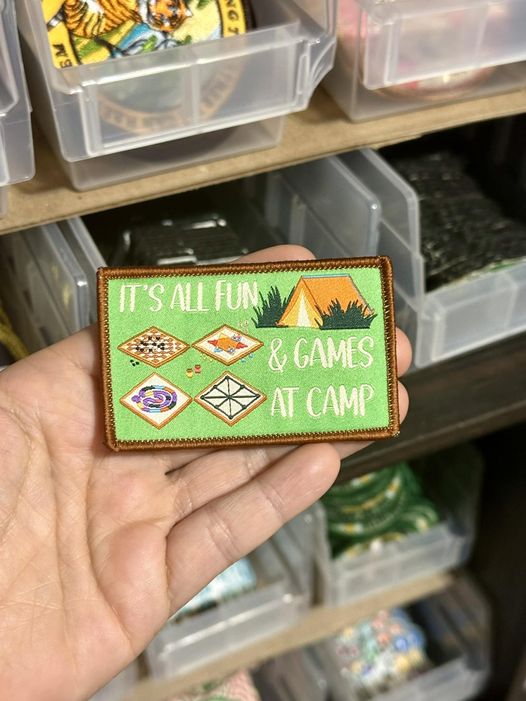 IT'S ALL FUN
& GAMES
AT CAMP